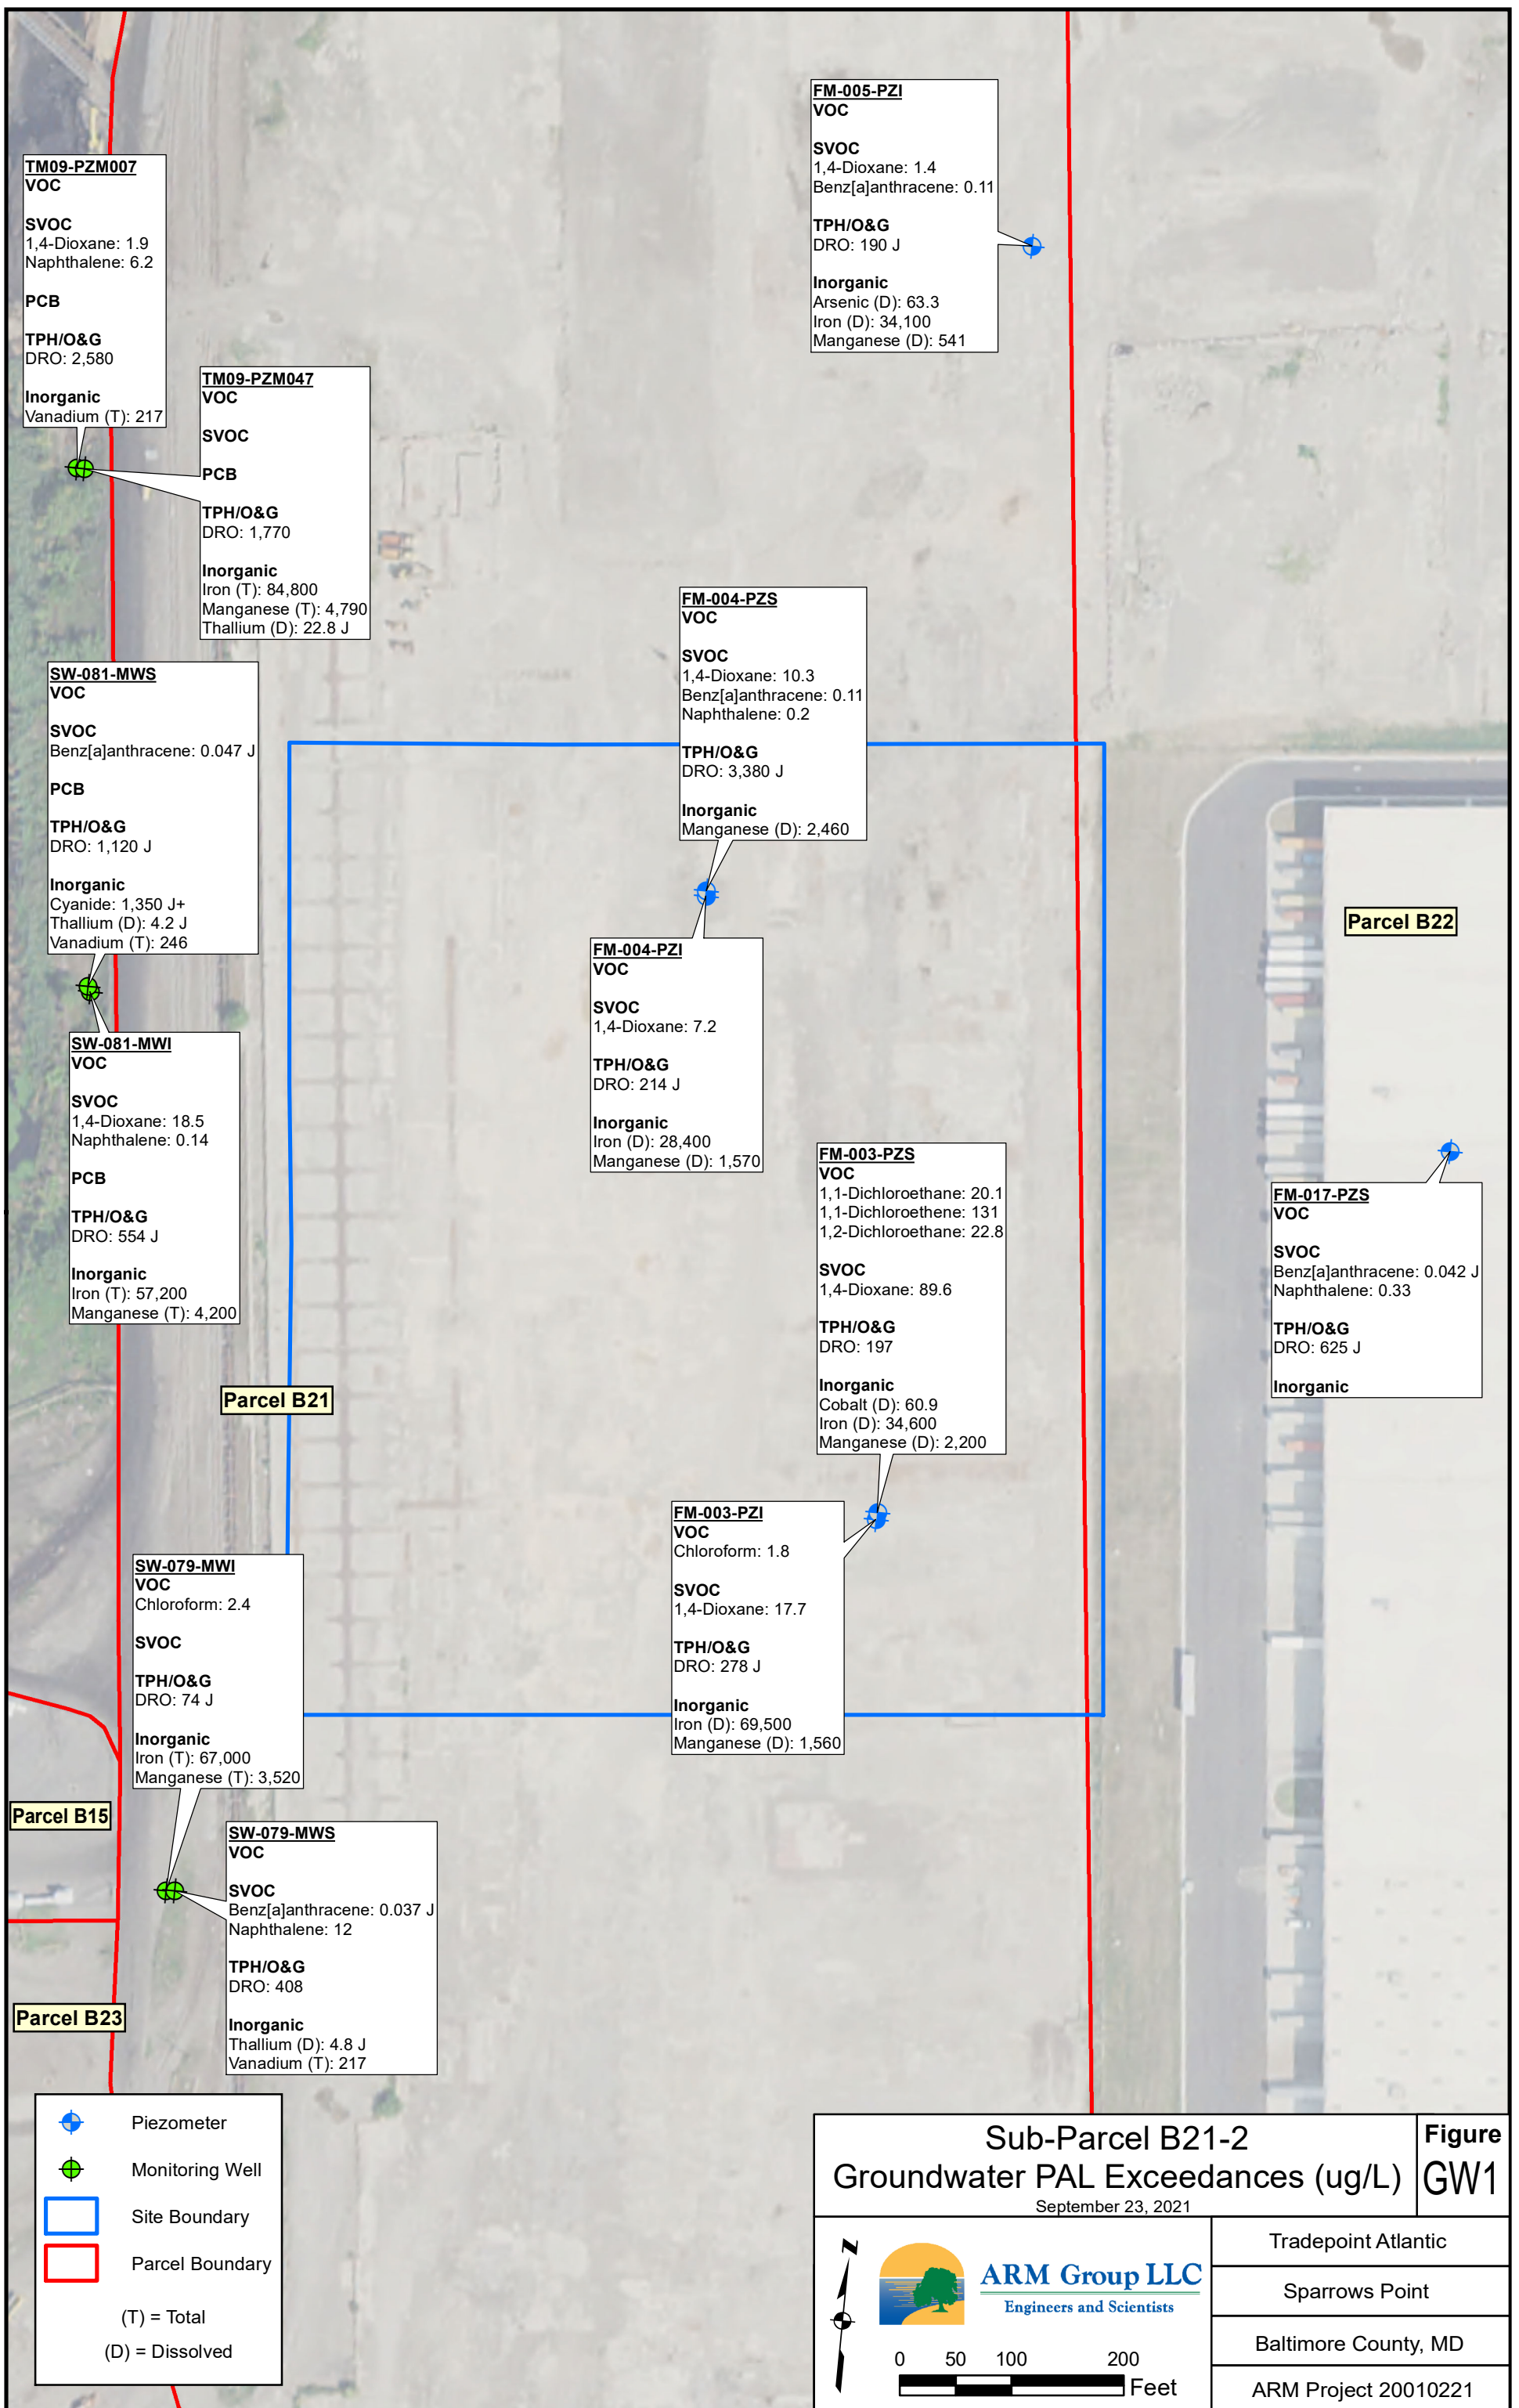 FM-005-PZI
VOC
SVOC
1,4-Dioxane: 1.4
Benz[a]anthracene: 0.11
TPH/O&G
DRO: 190 J
Inorganic
Arsenic (D): 63.3
Iron (D): 34,100
Manganese (D): 541
TM09-PZM007
VOC
SVOC
1,4-Dioxane: 1.9
Naphthalene: 6.2
PCB
TPH/O&G
DRO: 2,580
Inorganic
Vanadium (T): 217
TM09-PZM047
VOC
SVOC
PCB
TPH/O&G
DRO: 1,770
Inorganic
Iron (T): 84,800
Manganese (T): 4,790
Thallium (D): 22.8 J
FM-004-PZS
VOC
SVOC
1,4-Dioxane: 10.3
Benz[a]anthracene: 0.11
Naphthalene: 0.2
TPH/O&G
DRO: 3,380 J
Inorganic
Manganese (D): 2,460
SW-081-MWS
VOC
SVOC
Benz[a]anthracene: 0.047 J
PCB
TPH/O&G
DRO: 1,120 J
Inorganic
Cyanide: 1,350 J+
Thallium (D): 4.2 J
Vanadium (T): 246
Parcel B22
FM-004-PZI
VOC
SVOC
1,4-Dioxane: 7.2
TPH/O&G
DRO: 214 J
Inorganic
Iron (D): 28,400
Manganese (D): 1,570
SW-081-MWI
VOC
SVOC
1,4-Dioxane: 18.5
Naphthalene: 0.14
PCB
TPH/O&G
DRO: 554 J
Inorganic
Iron (T): 57,200
Manganese (T): 4,200
FM-003-PZS
VOC
1,1-Dichloroethane: 20.1
1,1-Dichloroethene: 131
1,2-Dichloroethane: 22.8
SVOC
1,4-Dioxane: 89.6
TPH/O&G
DRO: 197
Inorganic
Cobalt (D): 60.9
Iron (D): 34,600
Manganese (D): 2,200
FM-017-PZS
VOC
SVOC
Benz[a]anthracene: 0.042 J
Naphthalene: 0.33
TPH/O&G
DRO: 625 J
Inorganic
Parcel B21
FM-003-PZI
VOC
Chloroform: 1.8
SVOC
1,4-Dioxane: 17.7
TPH/O&G
DRO: 278 J
Inorganic
Iron (D): 69,500
Manganese (D): 1,560
SW-079-MWI
VOC
Chloroform: 2.4
SVOC
TPH/O&G
DRO: 74 J
Inorganic
Iron (T): 67,000
Manganese (T): 3,520
Parcel B15
SW-079-MWS
VOC
SVOC
Benz[a]anthracene: 0.037 J
Naphthalene: 12
TPH/O&G
DRO: 408
Inorganic
Thallium (D): 4.8 J
Vanadium (T): 217
Parcel B23
Piezometer
Monitoring Well
Site Boundary
Parcel Boundary
(T) = Total
(D) = Dissolved
Sub-Parcel B21-2
Groundwater PAL Exceedances (ug/L)
September 23, 2021
Figure
GW1
N
ARM Group LLC
Engineers and Scientists
0 50 100 200
Feet
Tradepoint Atlantic
Sparrows Point
Baltimore County, MD
ARM Project 20010221